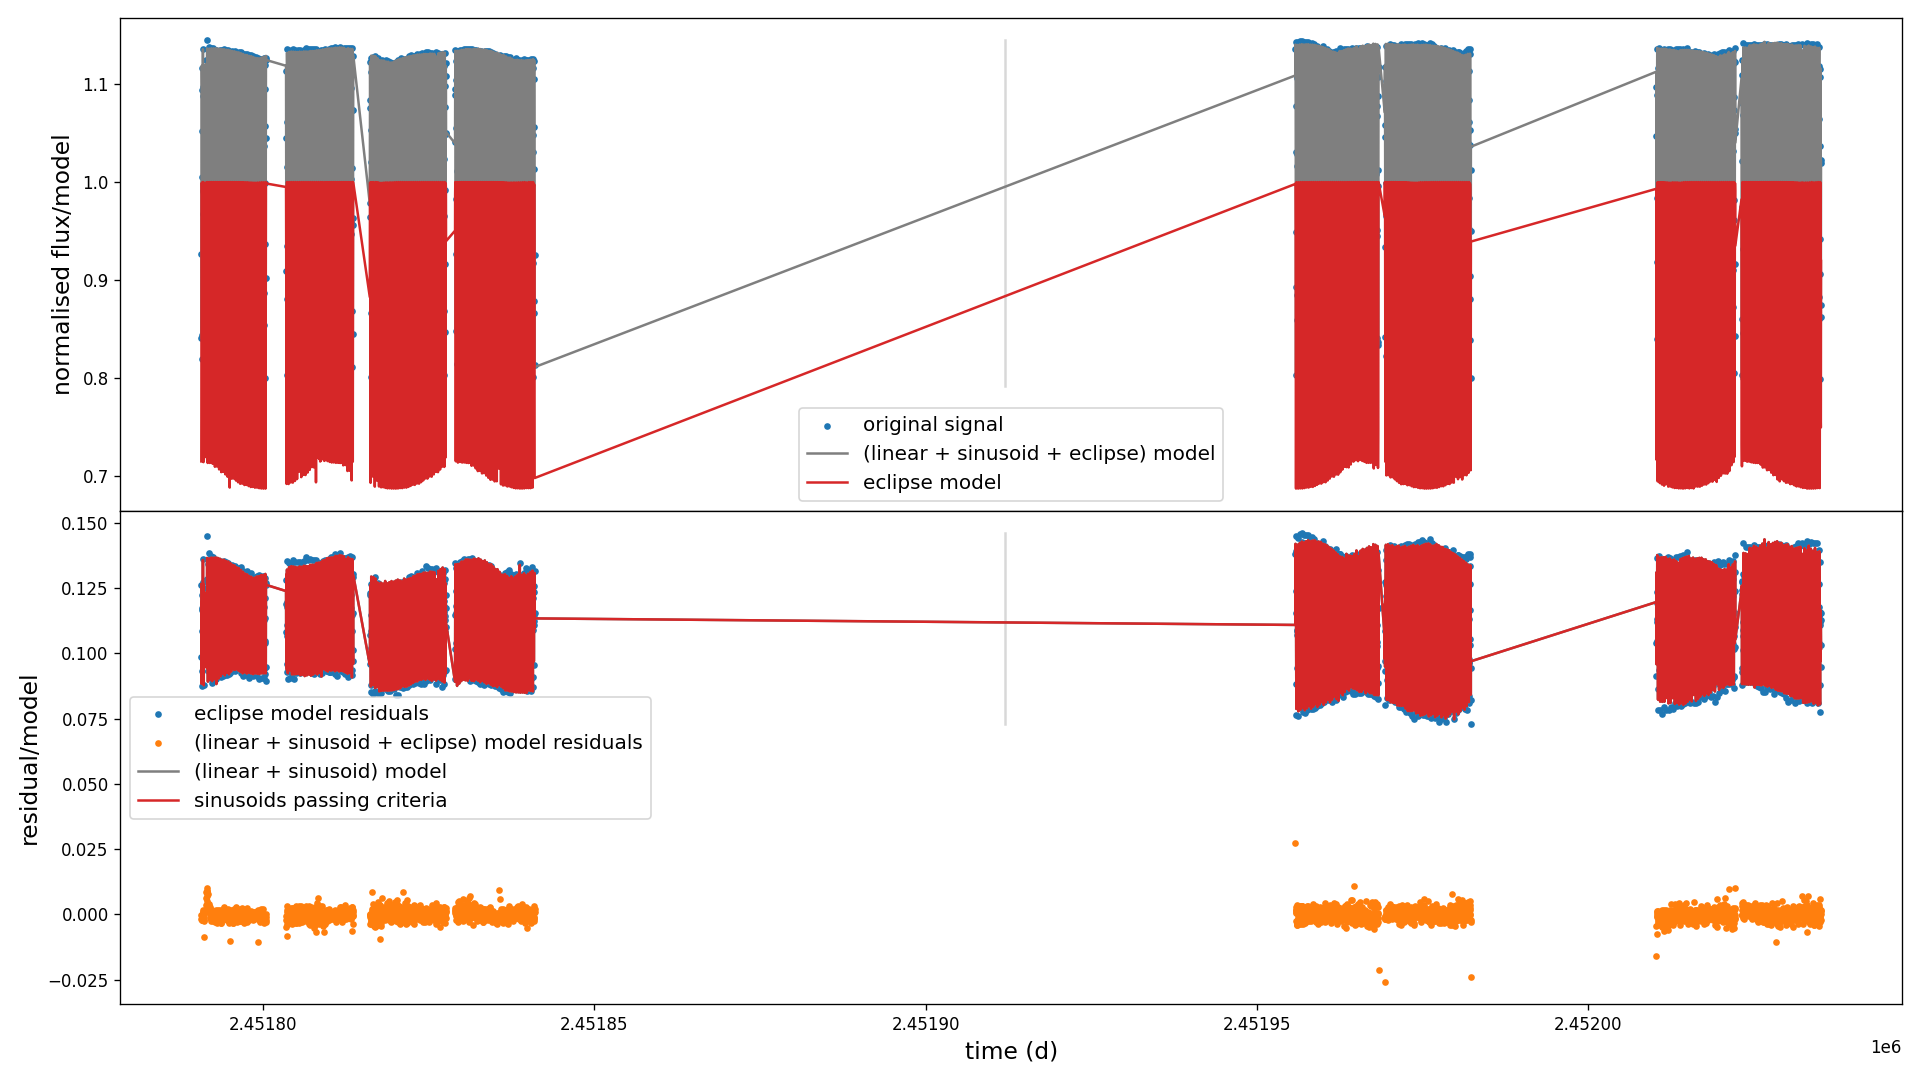 normalised flux/model
1.1
1.0
0.9
0.8
0.7
original signal
(linear + sinusoid + eclipse) model
eclipse model
residual/model
0.150
0.125
0.100
0.075
0.050
0.025
0.000
−0.025
eclipse model residuals
(linear + sinusoid + eclipse) model residuals
(linear + sinusoid) model
sinusoids passing criteria
2.45180
2.45185
2.45190
2.45195
2.45200
1e6
time (d)